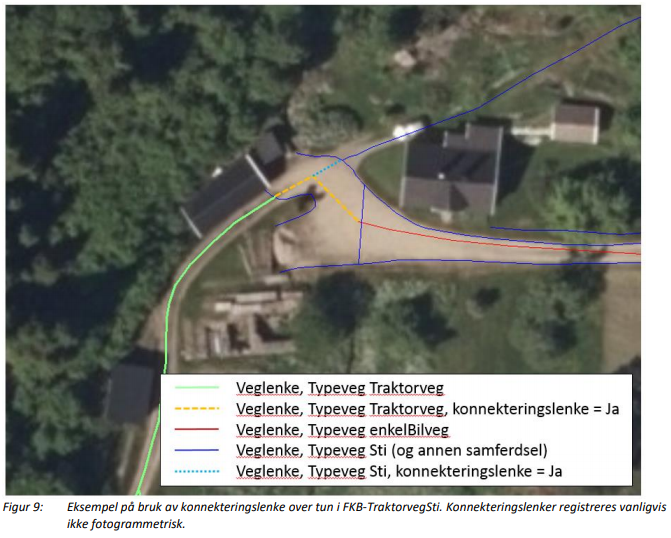 Veglenke, Typeveg Traktorveg
Veglenke, Typeveg Traktorveg, konnekteringslenke = Ja
Veglenke, Typeveg enkelBilveg
Veglenke, Typeveg Sti (og annen samferdsel)
Veglenke, Typeveg Sti, konnekteringslenke = Ja
Figur 9: Eksempel på bruk av konnekteringslenke over tun i FKB-TraktorvegSti. Konnekteringslenker registreres vanligvis
ikke fotogrammetrisk.